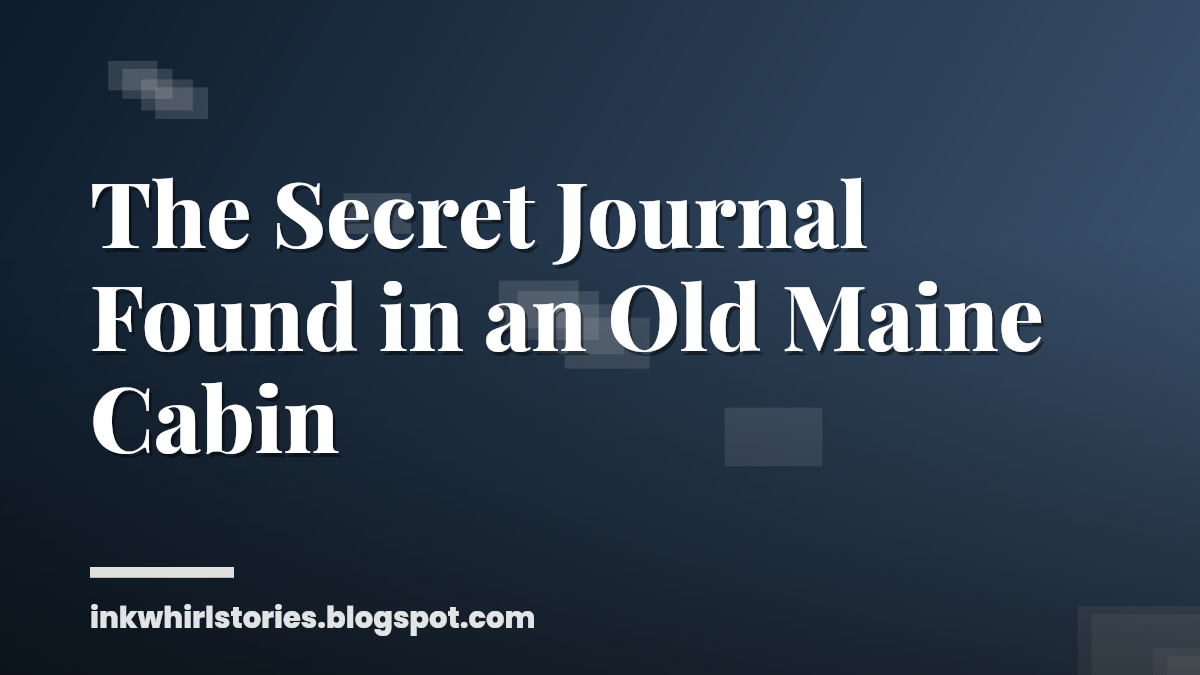 The Secret Journal
Found in an Old Maine
Cabin
inkwhirlstories.blogspot.com